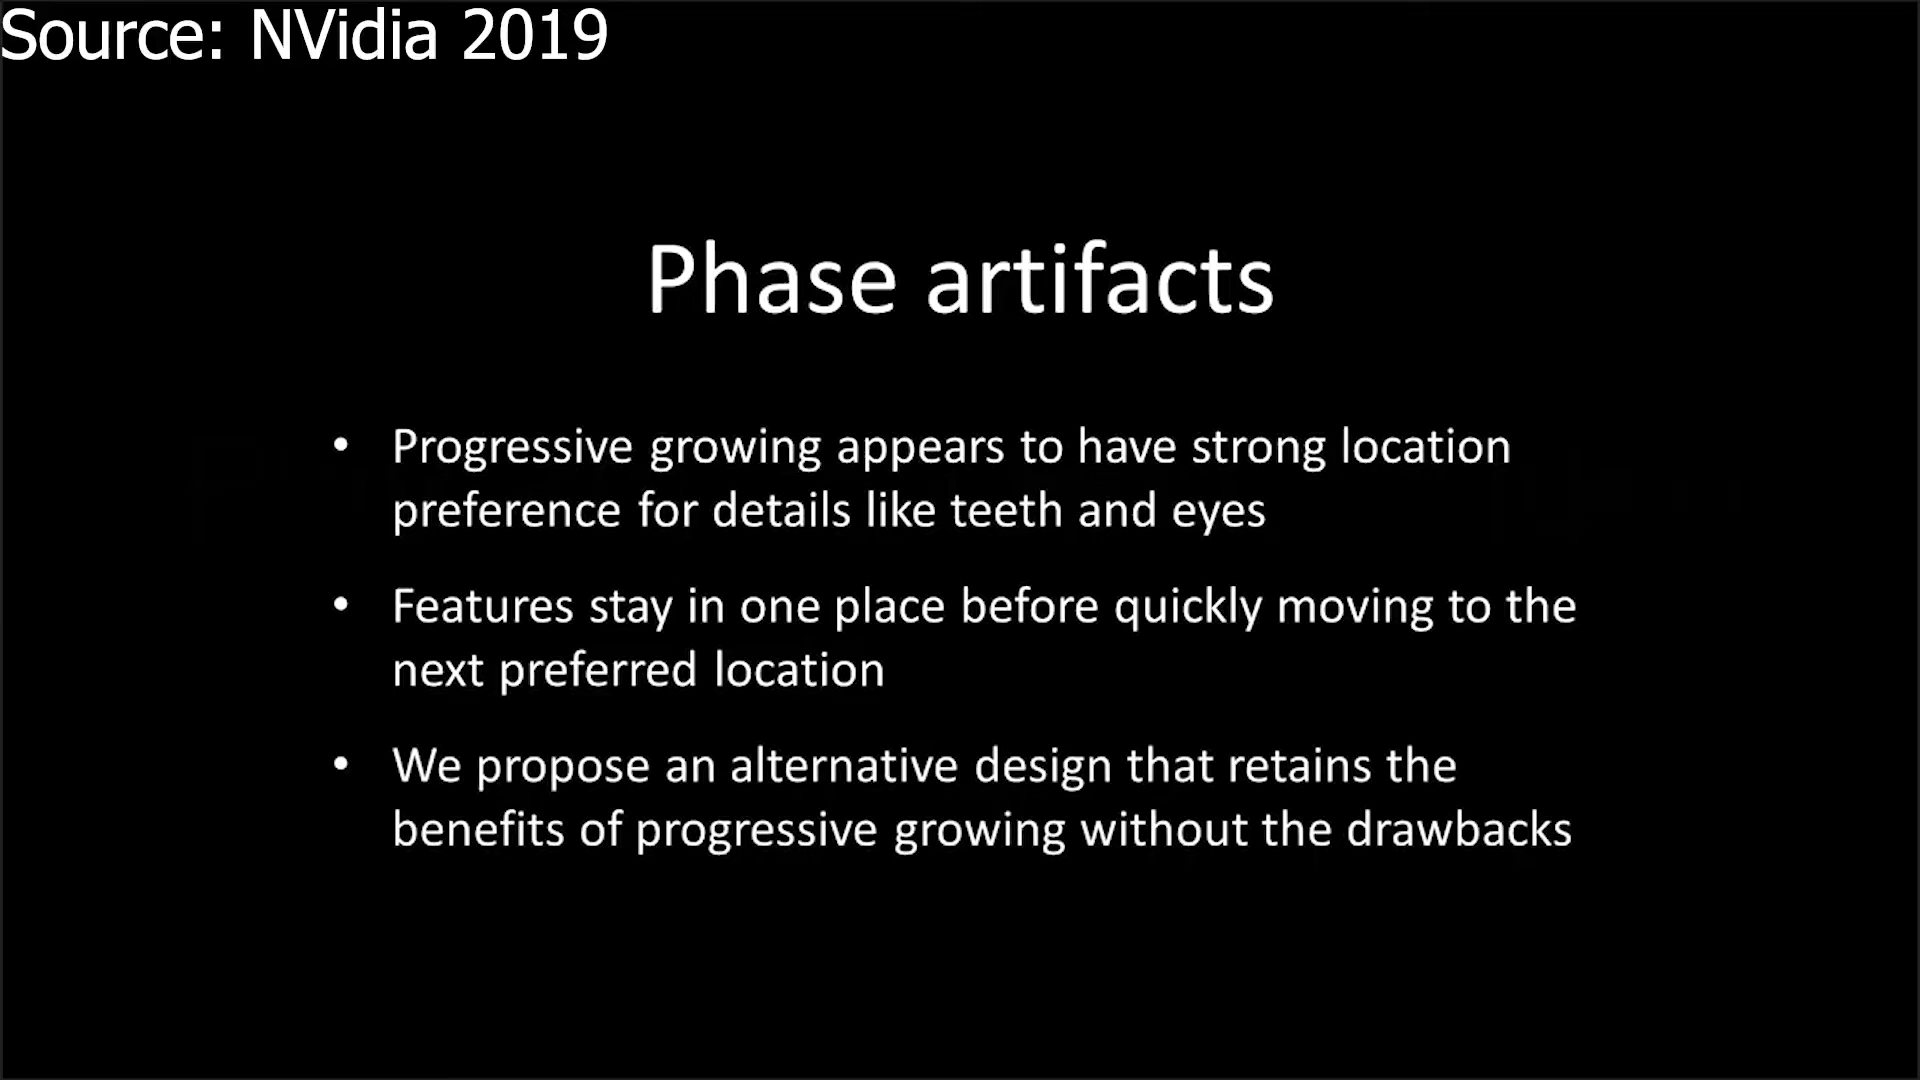 Source: NVidia 2019
Phase artifacts
• Progressive growing appears to have strong location
preference for details like teeth and eyes
• Features stay in one place before quickly moving to the
next preferred location
• We propose an alternative design that retains the
benefits of progressive growing without the drawbacks